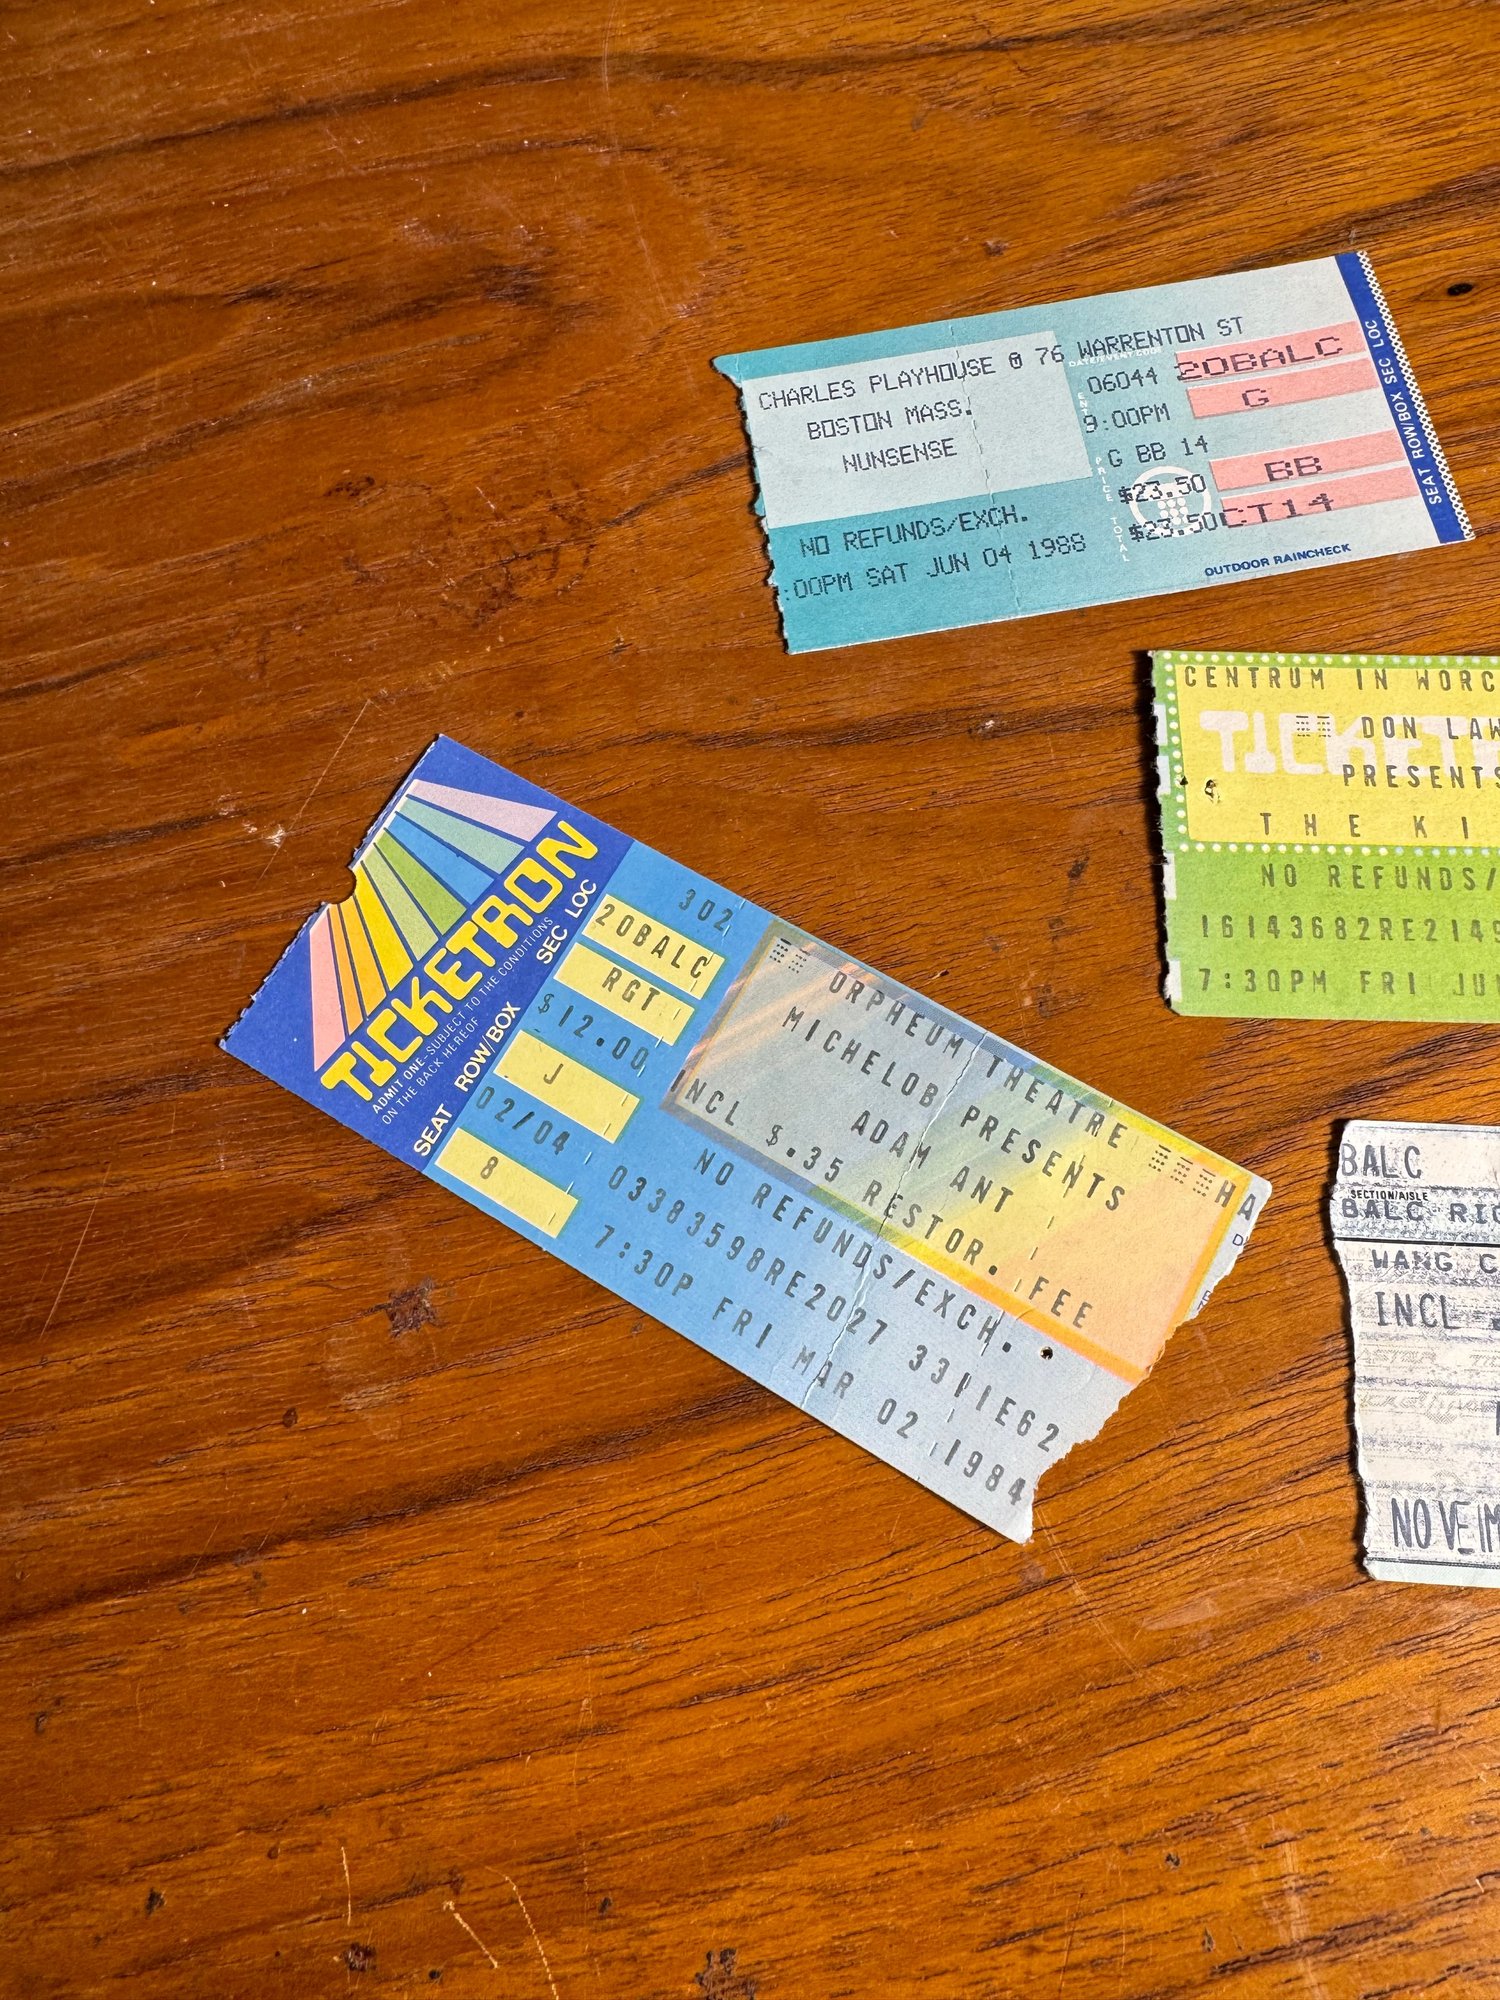 CHARLES PLAYHOUSE @ 76 WARRENTON ST
BOSTON MASS.
NUNSENSE
NO REFUNDS/EXCH.
:00PM SAT JUN 04 1988
06044
9:00PM
G BB 14
PRICE $23.50
TOTAL $23.50
20BALC
G
BB
CT14
OUTDOOR RAINCHECK
SEAT ROW/BOX SEC LOC
CENTRUM IN WORC
TICKET
DON LAW
PRESENTS
THE KI
NO REFUNDS/
16143682RE2149
7:30PM FRI JU
TICKETRON
ADMIT ONE-SUBJECT TO THE CONDITIONS
ON THE BACK HEREOF
SEAT ROW/BOX SEC LOC
302
20BALC
RGT
$12.00
J
02/04
8
ORPHEUM THEATRE HA
MICHELOB PRESENTS
ADAM ANT
INCL $.35 RESTOR. FEE
NO REFUNDS/EXCH.
03383598RE2027 3301E62
7:30P FRI MAR 02 1984
BALC
SECTION/AISLE
BALC RIG
WANG C
INCL .
NOVEM